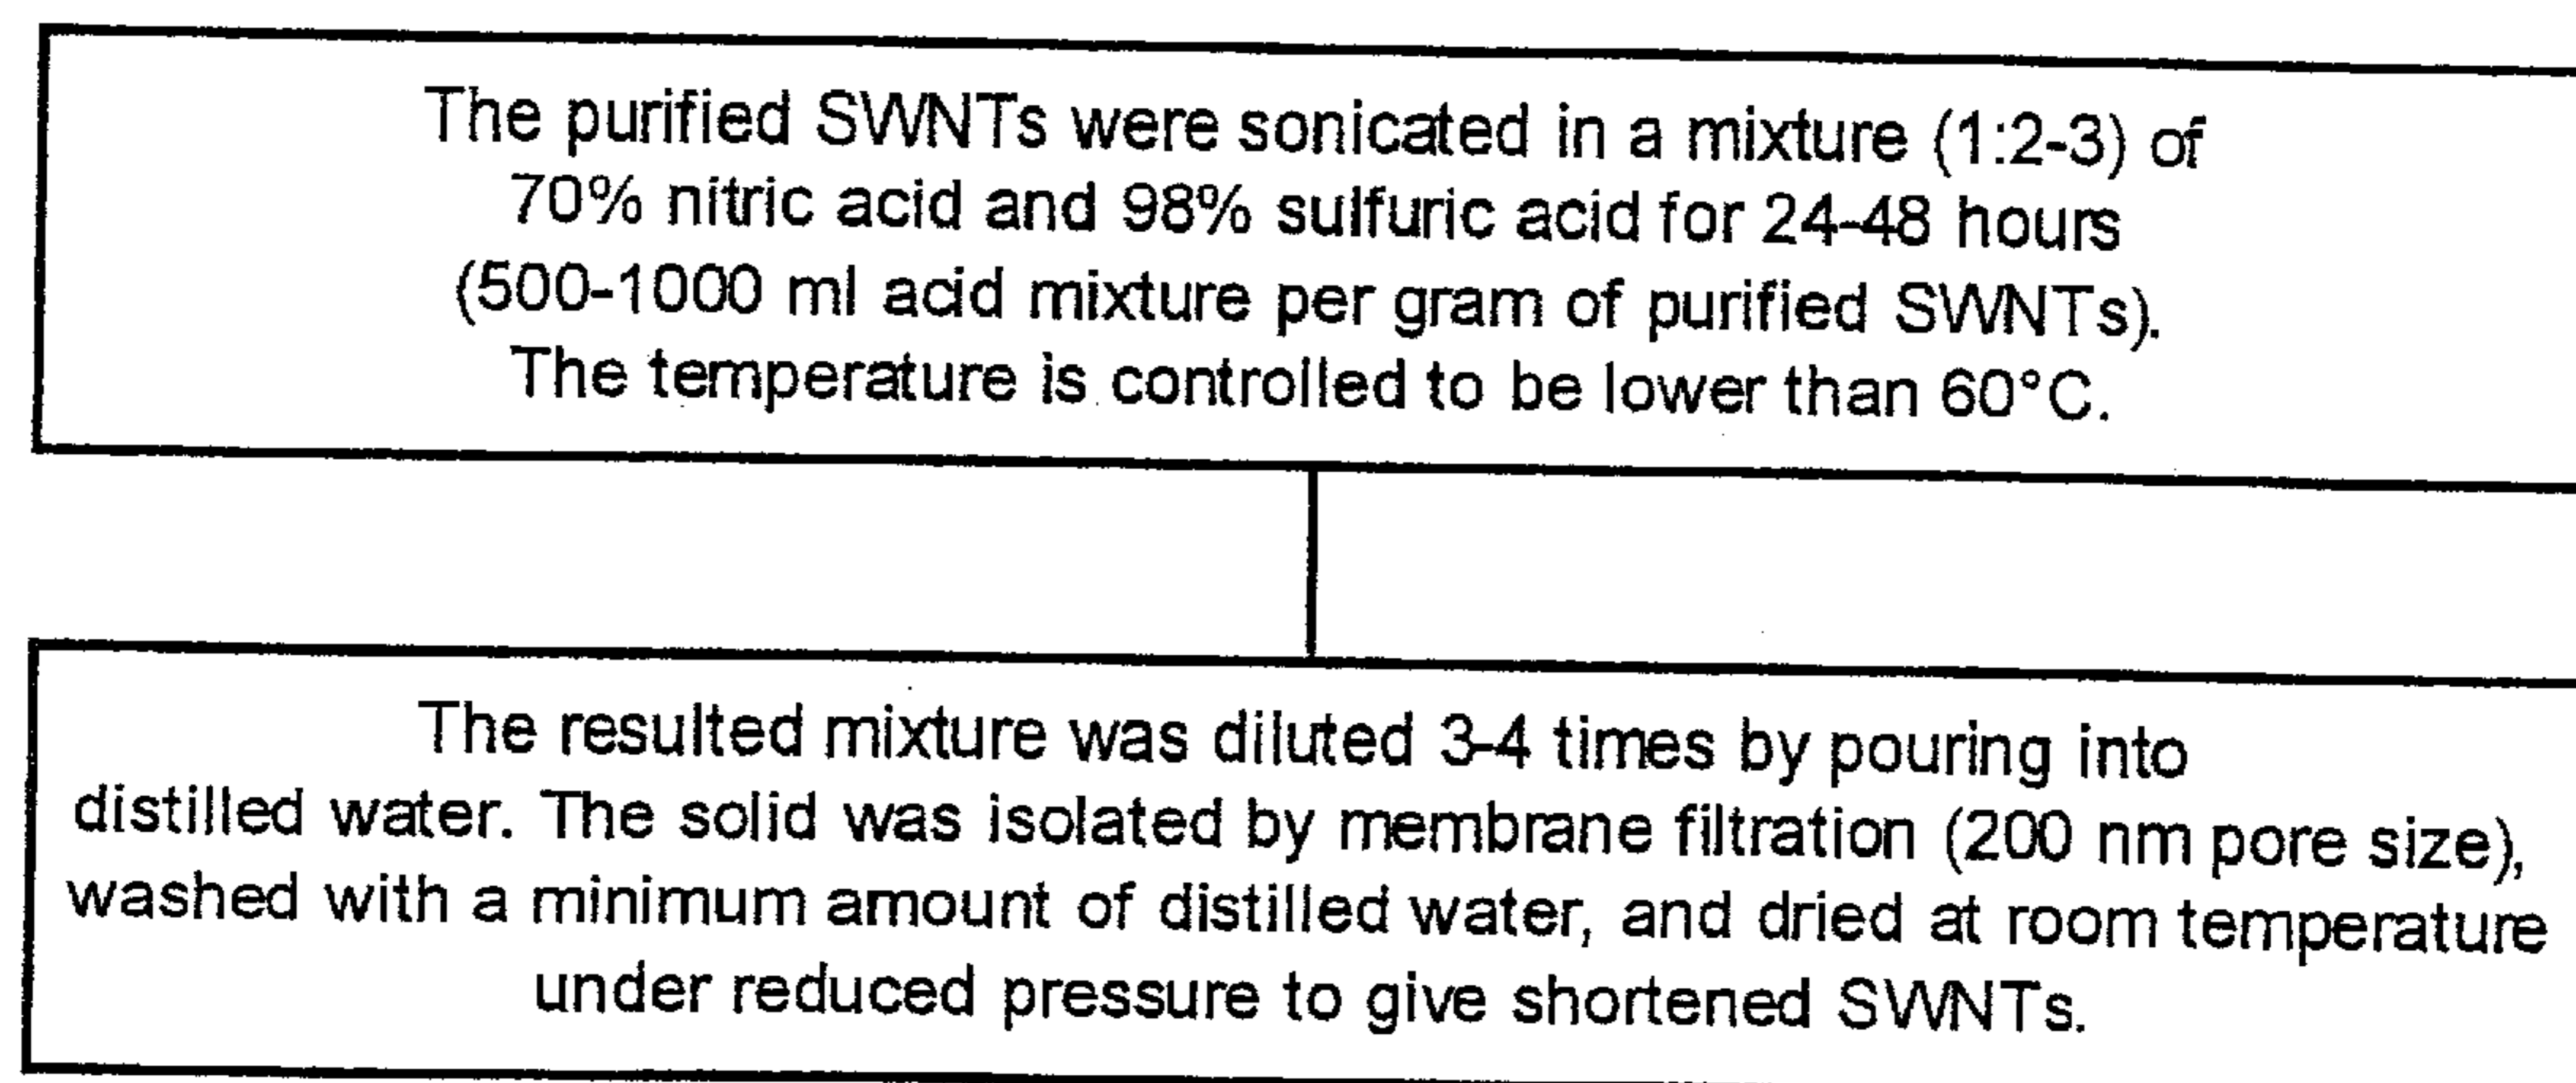 The purified SWNTs were sonicated in a mixture (1:2-3) of
70% nitric acid and 98% sulfuric acid for 24-48 hours
(500-1000 ml acid mixture per gram of purified SWNTs).
The temperature is controlled to be lower than 60°C.
The resulted mixture was diluted 3-4 times by pouring into
distilled water. The solid was isolated by membrane filtration (200 nm pore size),
washed with a minimum amount of distilled water, and dried at room temperature
under reduced pressure to give shortened SWNTs.